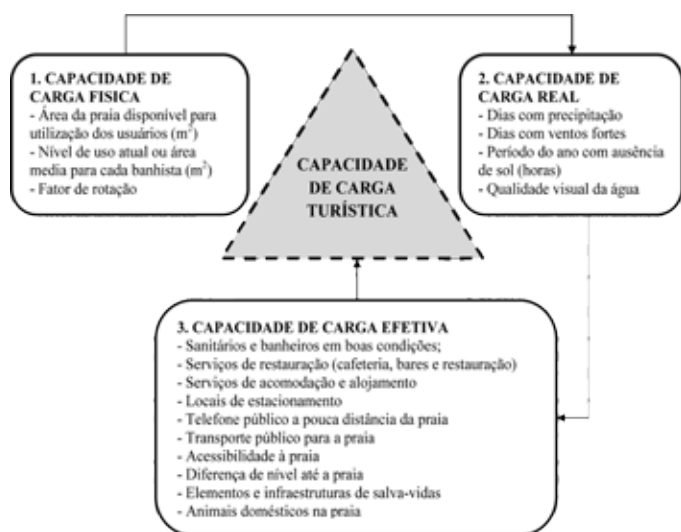 1. CAPACIDADE DE
CARGA FISICA
- Área da praia disponível para
utilização dos usuários (m²)
- Nível de uso atual ou área
media para cada banhista (m²)
- Fator de rotação
2. CAPACIDADE DE
CARGA REAL
- Dias com precipitação
- Dias com ventos fortes
- Período do ano com ausência
de sol (horas)
- Qualidade visual da água
CAPACIDADE
DE CARGA
TURÍSTICA
3. CAPACIDADE DE CARGA EFETIVA
- Sanitários e banheiros em boas condições;
- Serviços de restauração (cafeteria, bares e restauração)
- Serviços de acomodação e alojamento
- Locais de estacionamento
- Telefone público a pouca distância da praia
- Transporte público para a praia
- Acessibilidade à praia
- Diferença de nível até a praia
- Elementos e infraestruturas de salva-vidas
- Animais domésticos na praia